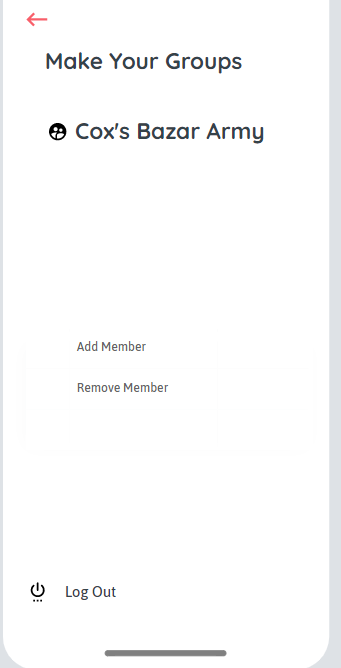 Make Your Groups
Cox's Bazar Army
Add Member
Remove Member
Log Out